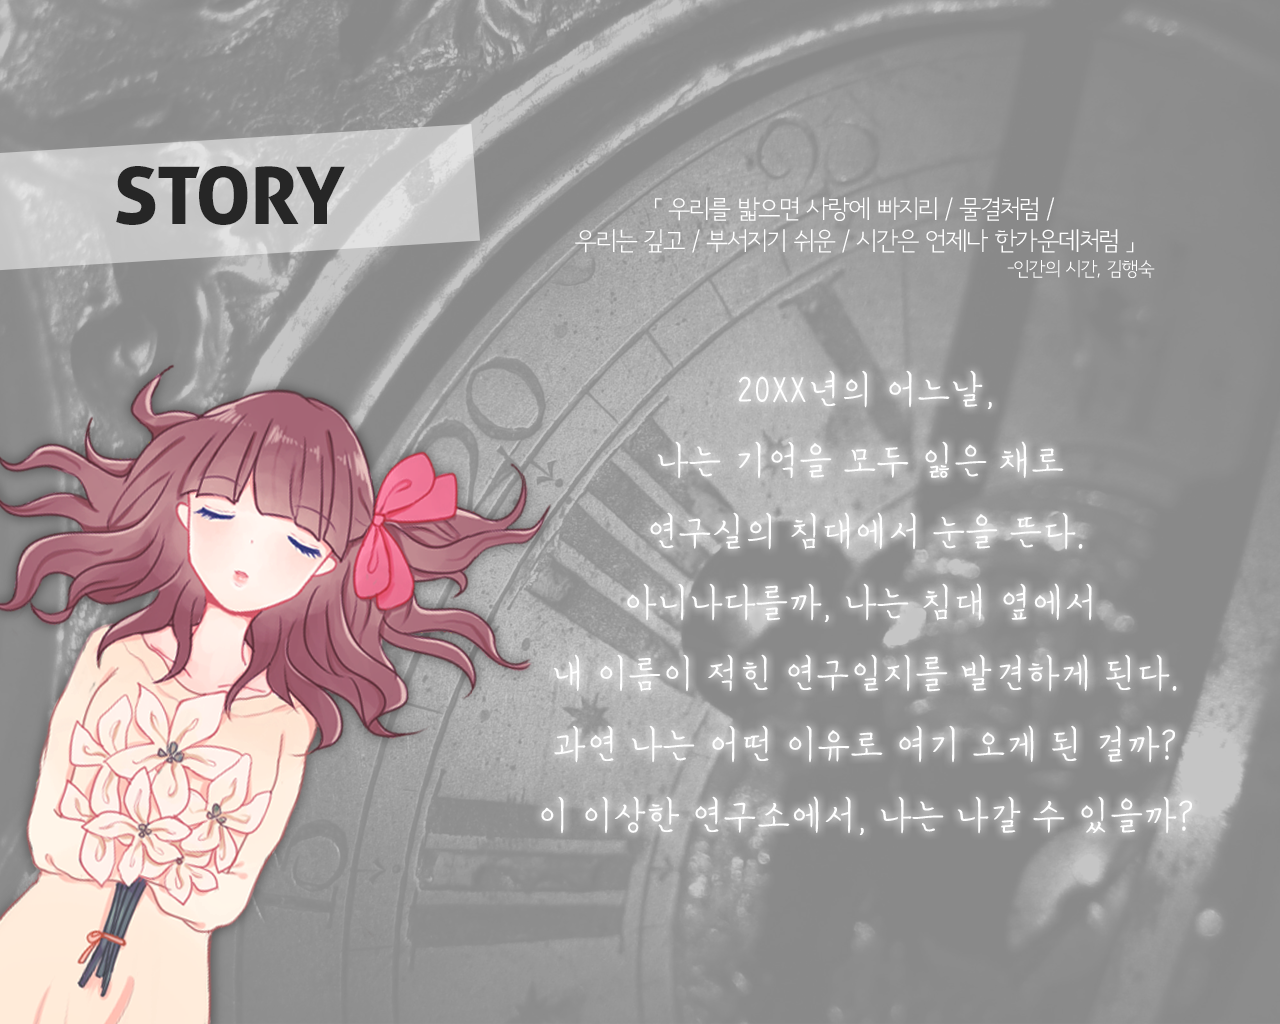 STORY
「 우리를 밟으면 사랑에 빠지리 / 물결처럼 /
우리는 깊고 / 부서지기 쉬운 / 시간은 언제나 한가운데처럼 」
-인간의 시간, 김행숙
20XX년의 어느날,
나는 기억을 모두 잃은 채로
연구실의 침대에서 눈을 뜬다.
아니나다를까, 나는 침대 옆에서
내 이름이 적힌 연구일지를 발견하게 된다.
과연 나는 어떤 이유로 여기 오게 된 걸까?
이 이상한 연구소에서, 나는 나갈 수 있을까?